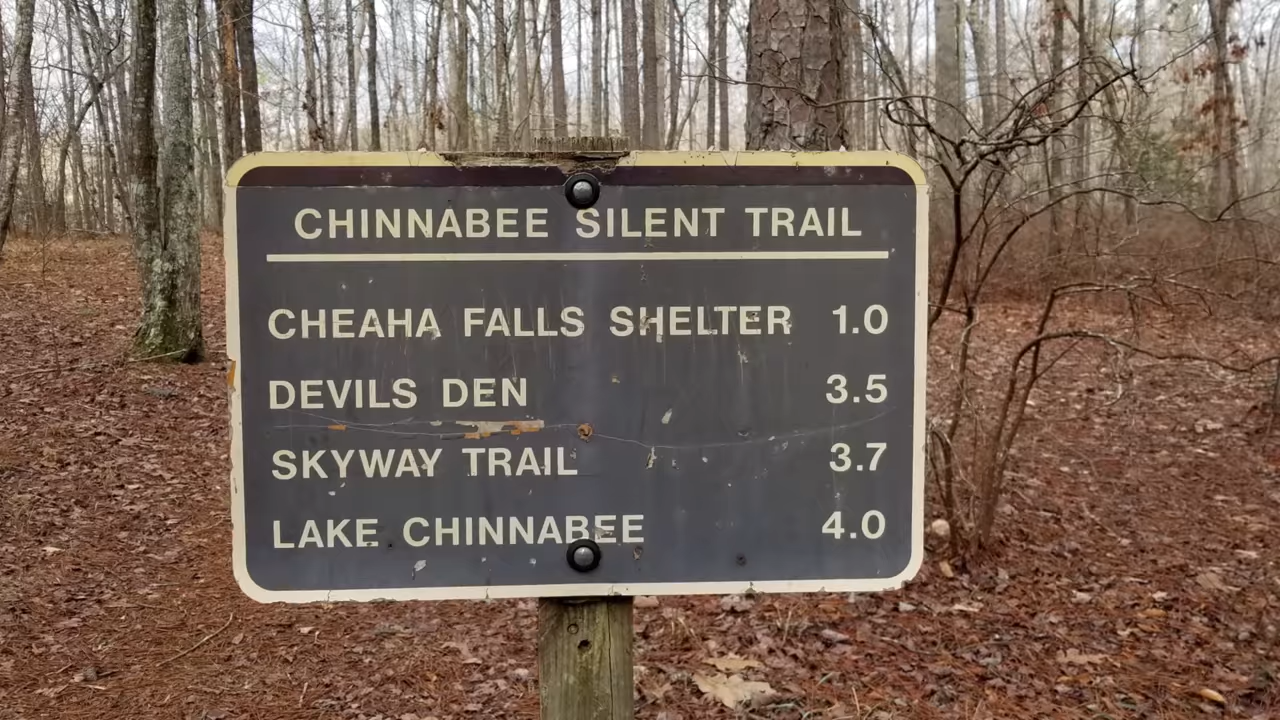 CHINNABEE SILENT TRAIL
CHEAHA FALLS SHELTER 1.0
DEVILS DEN 3.5
SKYWAY TRAIL 3.7
LAKE CHINNABEE 4.0